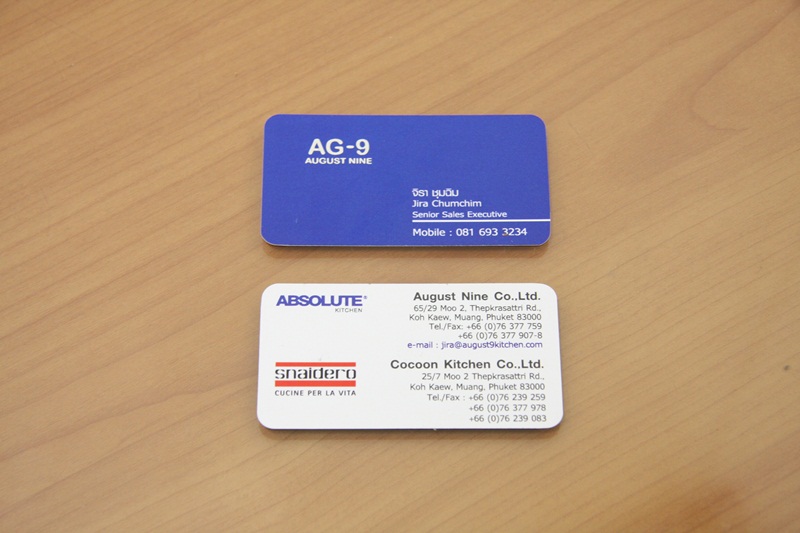 AG-9
AUGUST NINE
จิรา ชุมฉิม
Jira Chumchim
Senior Sales Executive
Mobile : 081 693 3234
ABSOLUTE®
KITCHEN
snaidero
CUCINE PER LA VITA
August Nine Co.,Ltd.
65/29 Moo 2, Thepkrasattri Rd.,
Koh Kaew, Muang, Phuket 83000
Tel./Fax: +66 (0)76 377 759
+66 (0)76 377 907-8
e-mail : jira@august9kitchen.com
Cocoon Kitchen Co.,Ltd.
25/7 Moo 2 Thepkrasattri Rd.,
Koh Kaew, Muang, Phuket 83000
Tel./Fax : +66 (0)76 239 259
+66 (0)76 377 978
+66 (0)76 239 083